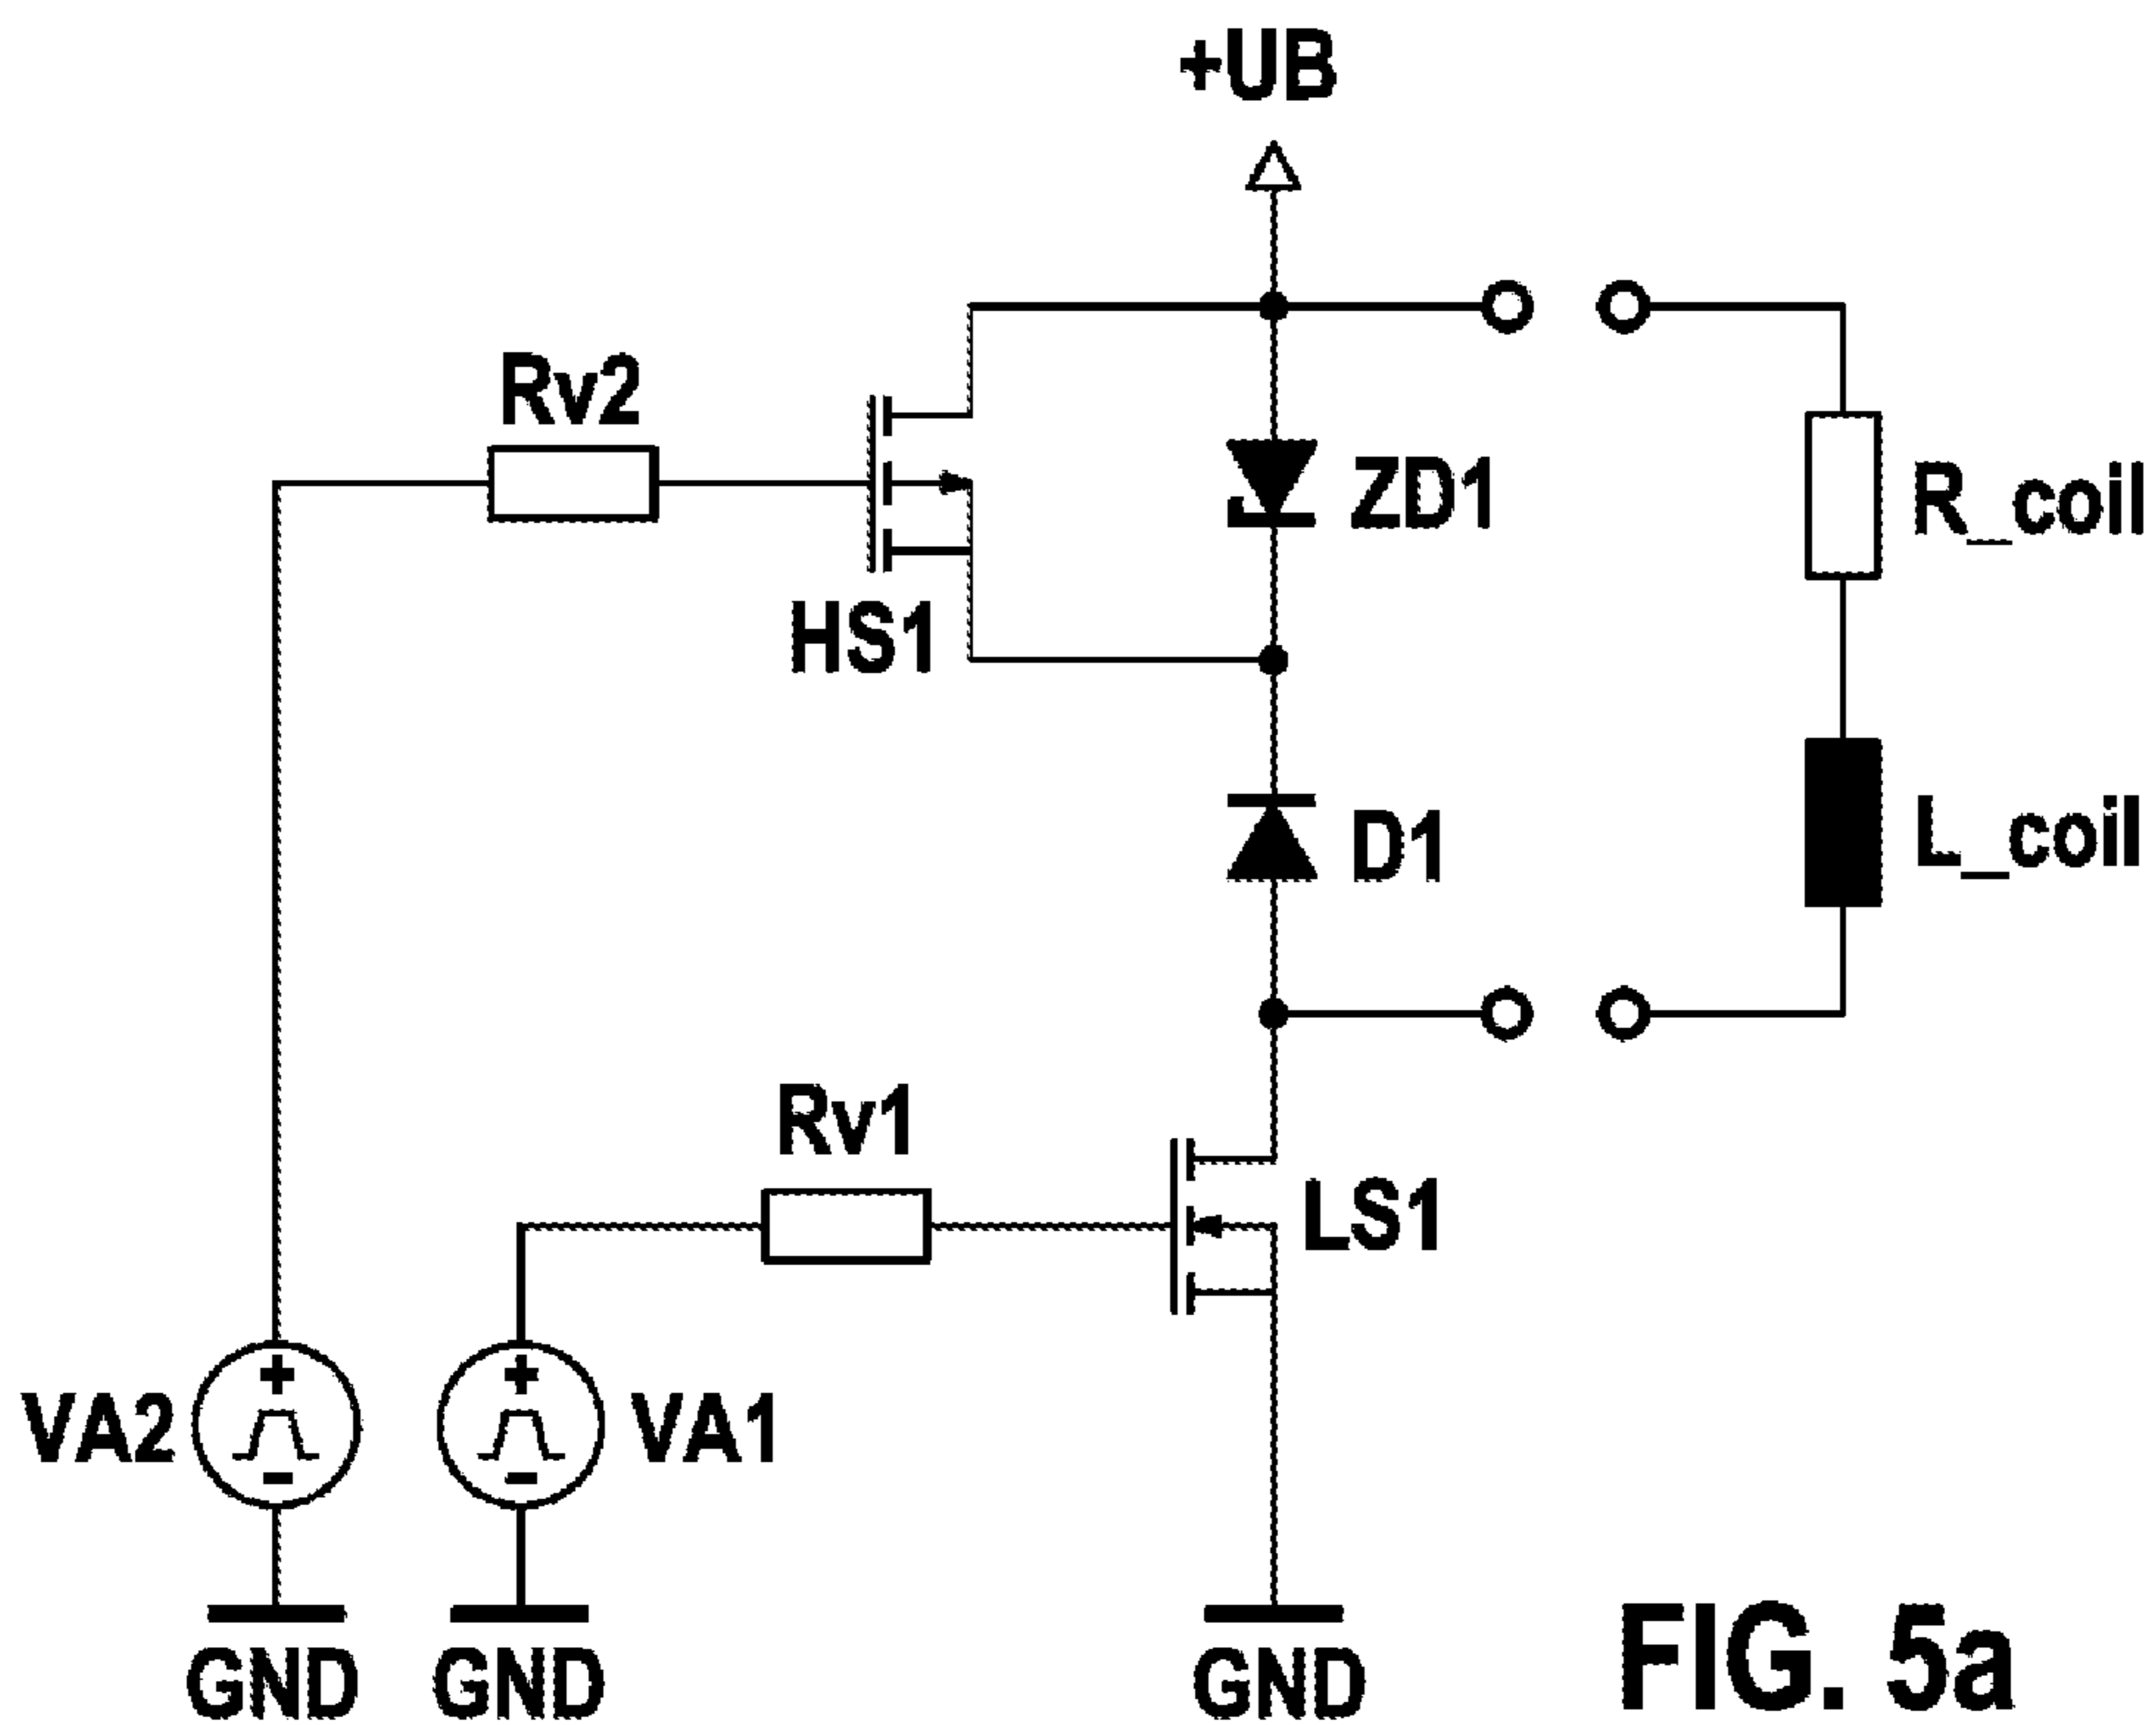 +UB
Rv2
ZD1
R_coil
HS1
D1
L_coil
Rv1
LS1
VA2
VA1
GND
GND
GND
FIG. 5a